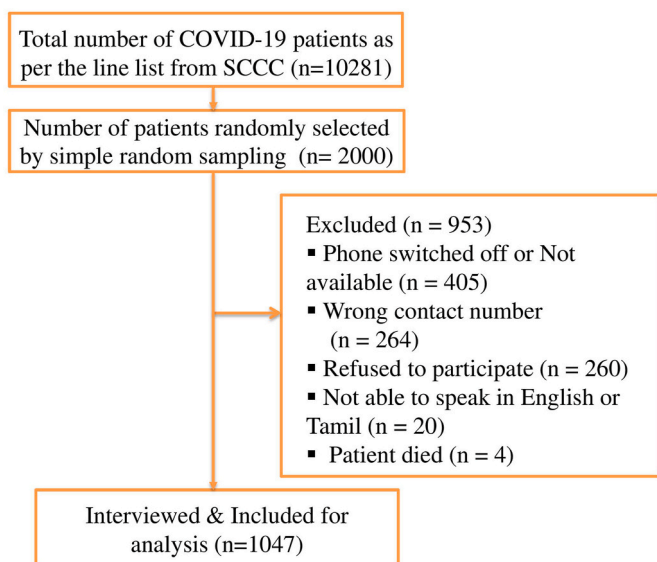 Total number of COVID-19 patients as
per the line list from SCCC (n=10281)
Number of patients randomly selected
by simple random sampling (n= 2000)
Excluded (n = 953)
▪ Phone switched off or Not
available (n = 405)
▪ Wrong contact number
(n = 264)
▪ Refused to participate (n = 260)
▪ Not able to speak in English or
Tamil (n = 20)
▪ Patient died (n = 4)
Interviewed & Included for
analysis (n=1047)